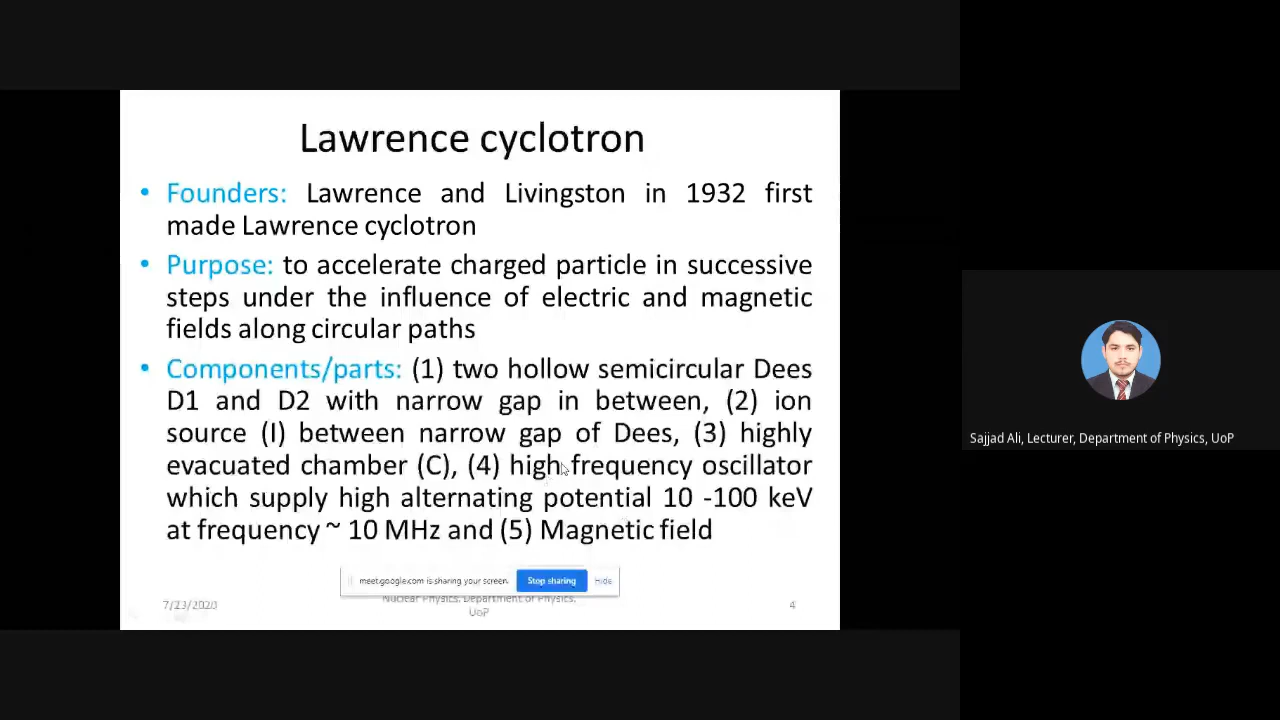 Lawrence cyclotron
• Founders: Lawrence and Livingston in 1932 first
made Lawrence cyclotron
• Purpose: to accelerate charged particle in successive
steps under the influence of electric and magnetic
fields along circular paths
• Components/parts: (1) two hollow semicircular Dees
D1 and D2 with narrow gap in between, (2) ion
source (I) between narrow gap of Dees, (3) highly
evacuated chamber (C), (4) high frequency oscillator
which supply high alternating potential 10 -100 keV
at frequency ~ 10 MHz and (5) Magnetic field
meet.google.com is sharing your screen. Stop sharing Hide
7/23/2020
Nuclear Physics, Department of Physics,
UoP
4
Sajjad Ali, Lecturer, Department of Physics, UoP